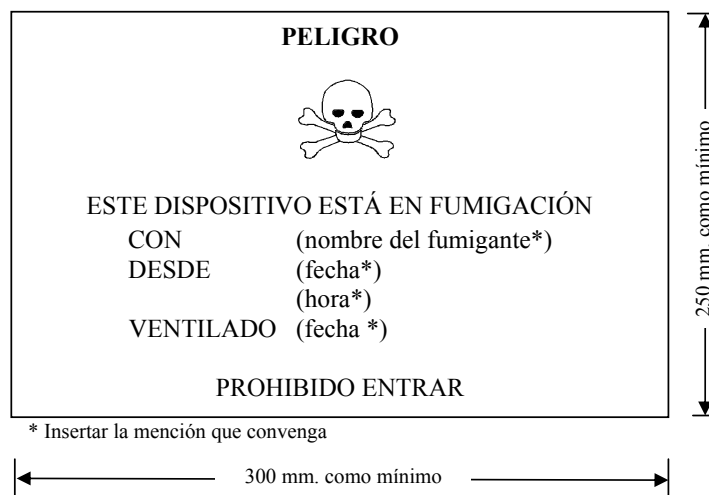 PELIGRO
ESTE DISPOSITIVO ESTÁ EN FUMIGACIÓN
CON (nombre del fumigante*)
DESDE (fecha*)
(hora*)
VENTILADO (fecha *)
PROHIBIDO ENTRAR
* Insertar la mención que convenga
300 mm. como mínimo
250 mm. como mínimo